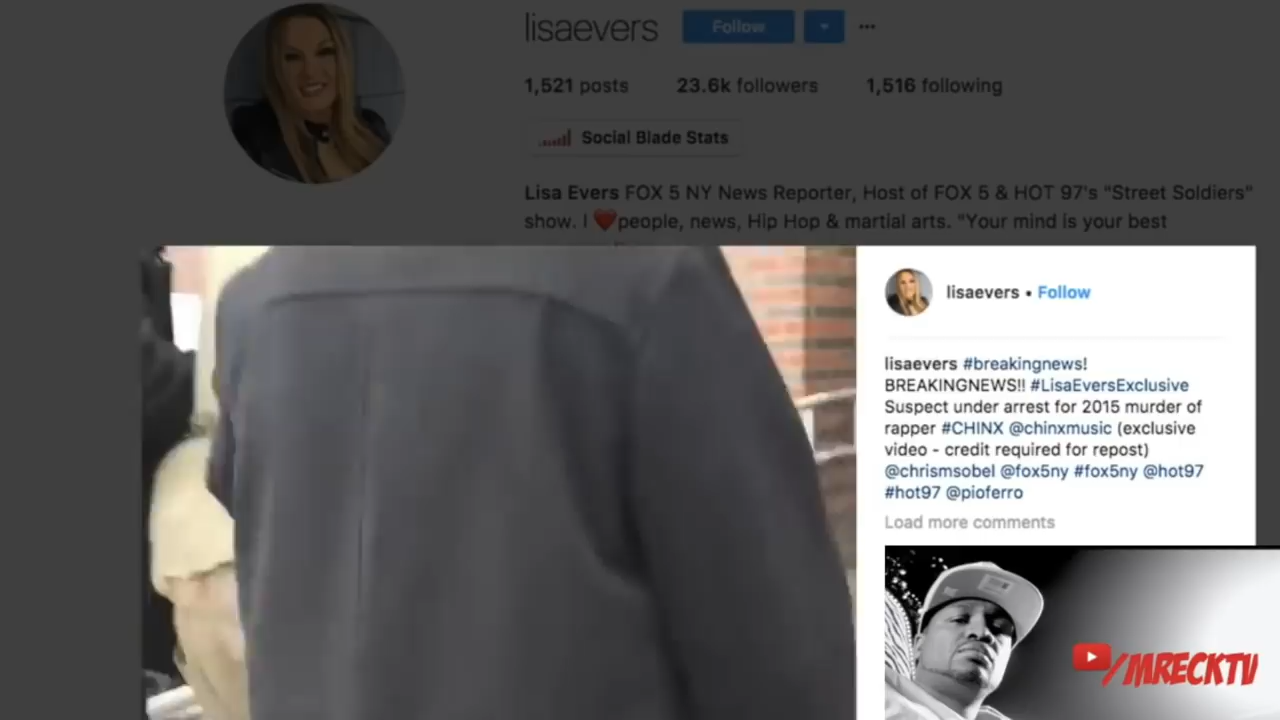 lisaevers Follow
1,521 posts 23.6k followers 1,516 following
Social Blade Stats
Lisa Evers FOX 5 NY News Reporter, Host of FOX 5 & HOT 97's "Street Soldiers"
show. I ❤️people, news, Hip Hop & martial arts. "Your mind is your best
lisaevers • Follow
lisaevers #breakingnews!
BREAKINGNEWS!! #LisaEversExclusive
Suspect under arrest for 2015 murder of
rapper #CHINX @chinxmusic (exclusive
video - credit required for repost)
@chrismsobel @fox5ny #fox5ny @hot97
#hot97 @pioferro
Load more comments
/MRECKTV